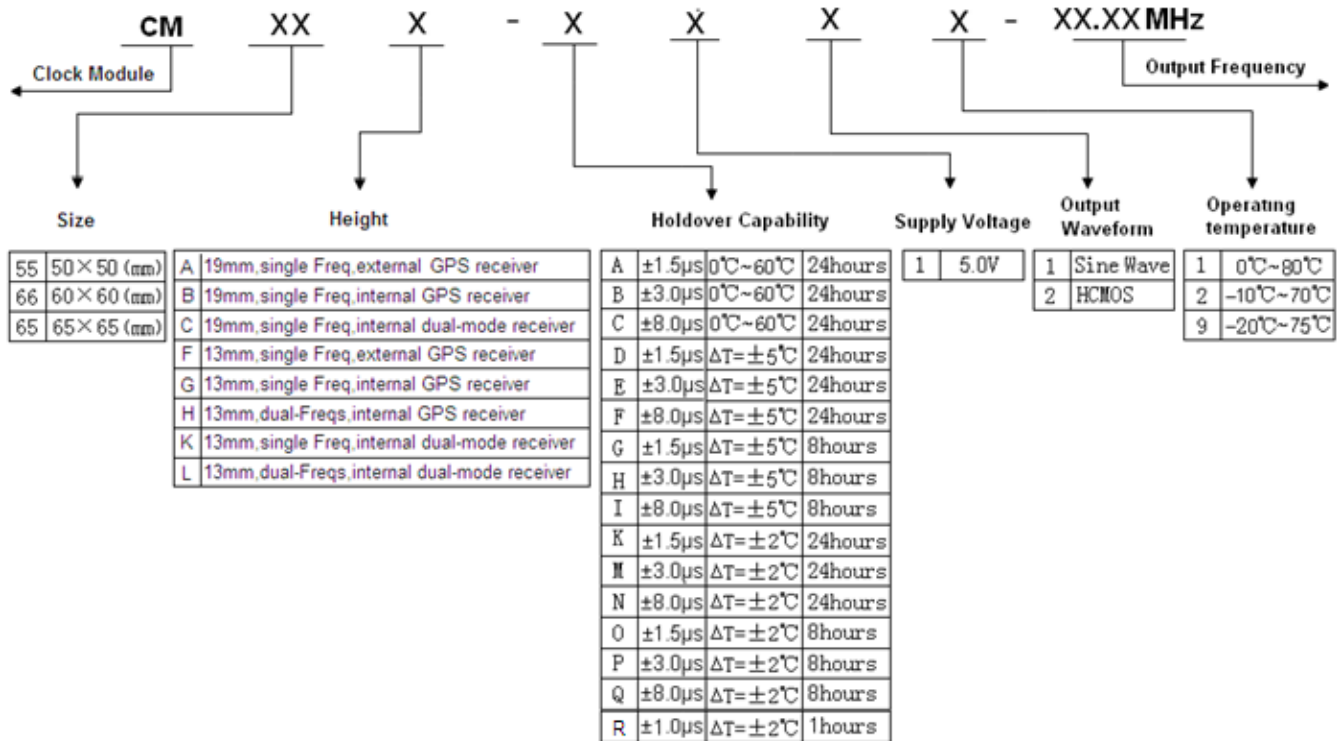 CM XX X - X X X X - XX.XX MHz
Clock Module
Output Frequency
Size
55 50×50(mm)
66 60×60(mm)
65 65×65(mm)
Height
A 19mm,single Freq,external GPS receiver
B 19mm,single Freq,internal GPS receiver
C 19mm,single Freq,internal dual-mode receiver
F 13mm,single Freq,external GPS receiver
G 13mm,single Freq,internal GPS receiver
H 13mm,dual-Freqs,internal GPS receiver
K 13mm,single Freq,internal dual-mode receiver
L 13mm,dual-Freqs,internal dual-mode receiver
Holdover Capability
A ±1.5μs 0℃~60℃ 24hours
B ±3.0μs 0℃~60℃ 24hours
C ±8.0μs 0℃~60℃ 24hours
D ±1.5μs ΔT=±5℃ 24hours
E ±3.0μs ΔT=±5℃ 24hours
F ±8.0μs ΔT=±5℃ 24hours
G ±1.5μs ΔT=±5℃ 8hours
H ±3.0μs ΔT=±5℃ 8hours
I ±8.0μs ΔT=±5℃ 8hours
K ±1.5μs ΔT=±2℃ 24hours
M ±3.0μs ΔT=±2℃ 24hours
N ±8.0μs ΔT=±2℃ 24hours
O ±1.5μs ΔT=±2℃ 8hours
P ±3.0μs ΔT=±2℃ 8hours
Q ±8.0μs ΔT=±2℃ 8hours
R ±1.0μs ΔT=±2℃ 1hours
Supply Voltage
1 5.0V
Output
Waveform
1 Sine Wave
2 HCMOS
Operating
temperature
1 0℃~80℃
2 -10℃~70℃
9 -20℃~75℃